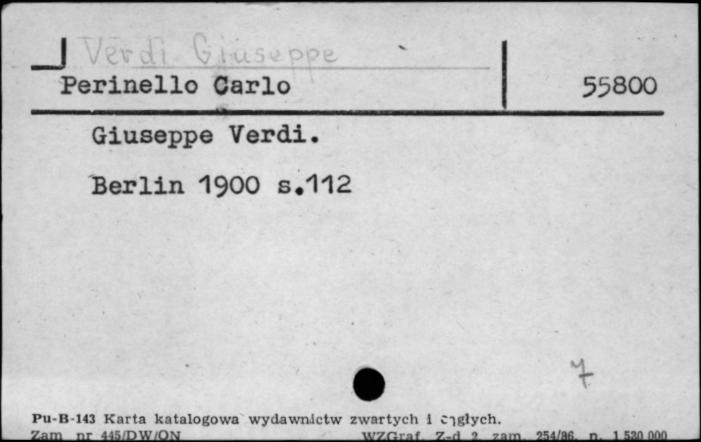 Verdi Giuseppe
Perinello Carlo 55800
Giuseppe Verdi.
Berlin 1900 s.112
7
Pu-B-143 Karta katalogowa wydawnictw zwartych i ciągłych.
Zam nr 445/DW/ON WZGraf. Z-d 2. zam. 254/86. n. 1 530 000